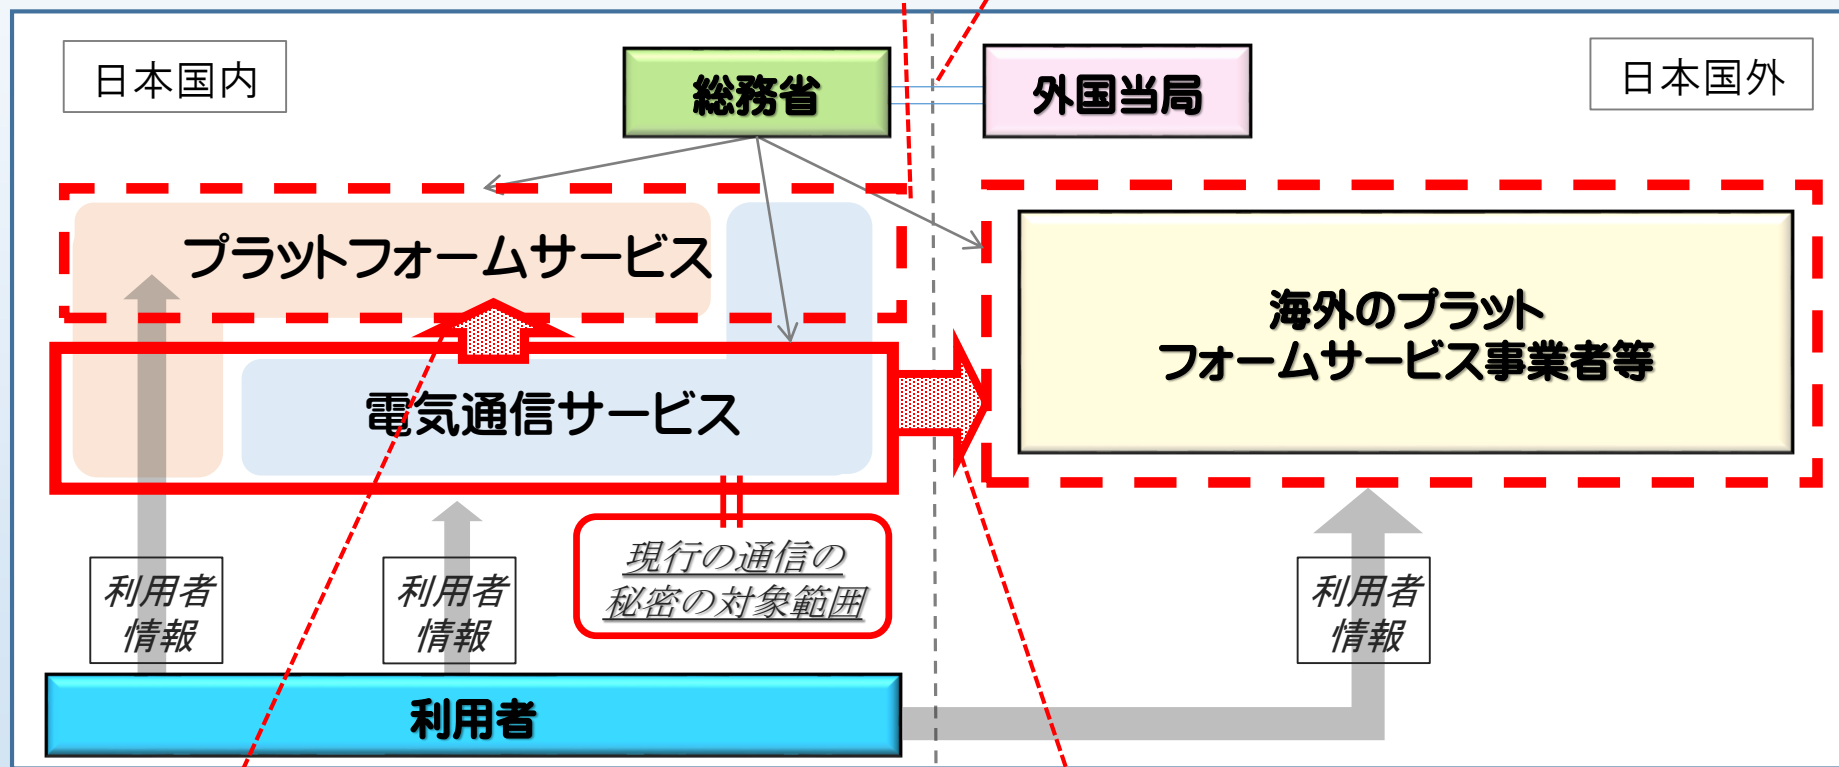 日本国内
総務省
外国当局
日本国外
プラットフォームサービス
海外のプラット
フォームサービス事業者等
電気通信サービス
現行の通信の
秘密の対象範囲
利用者
情報
利用者
情報
利用者
情報
利用者